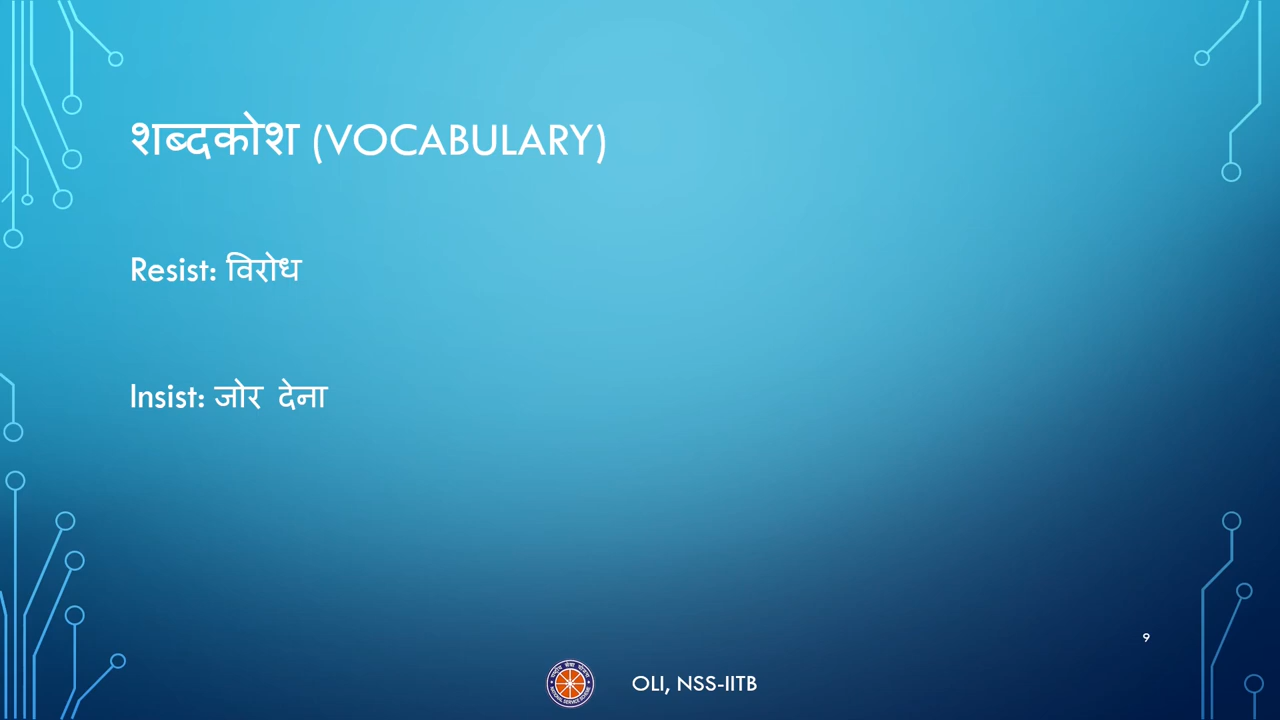 शब्दकोश (VOCABULARY)
Resist: विरोध
Insist: जोर देना
9
OLI, NSS-IITB